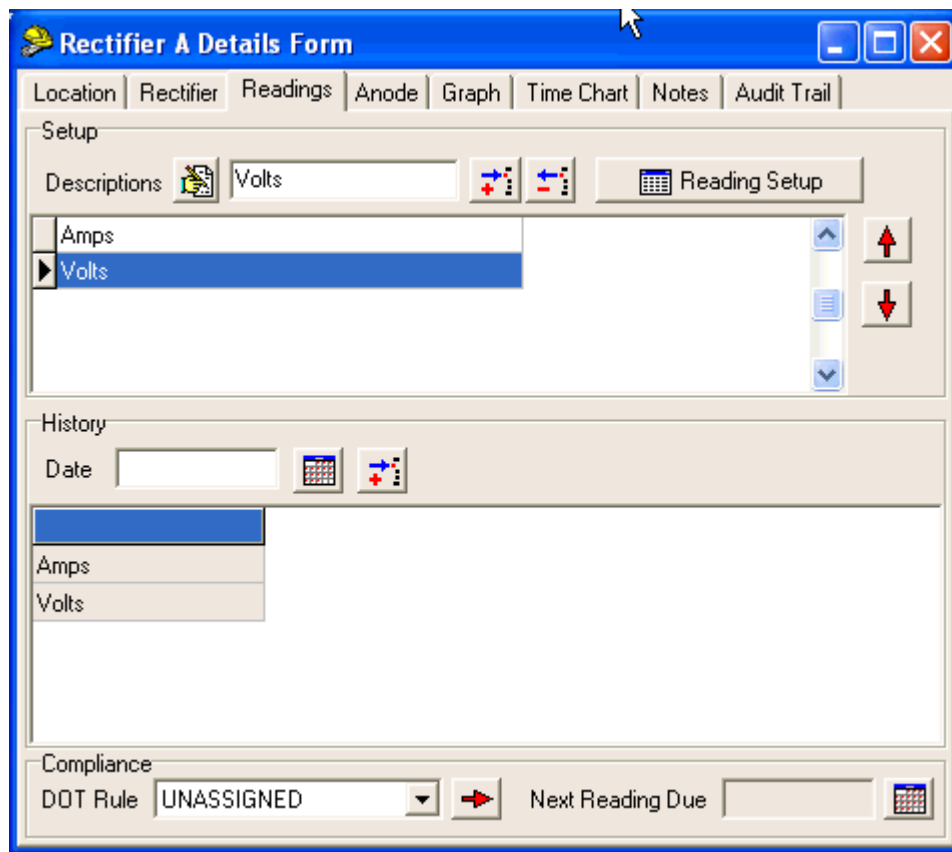 Rectifier A Details Form
Location Rectifier Readings Anode Graph Time Chart Notes Audit Trail
Setup
Descriptions Volts Reading Setup
Amps
Volts
History
Date
Amps
Volts
Compliance
DOT Rule UNASSIGNED Next Reading Due